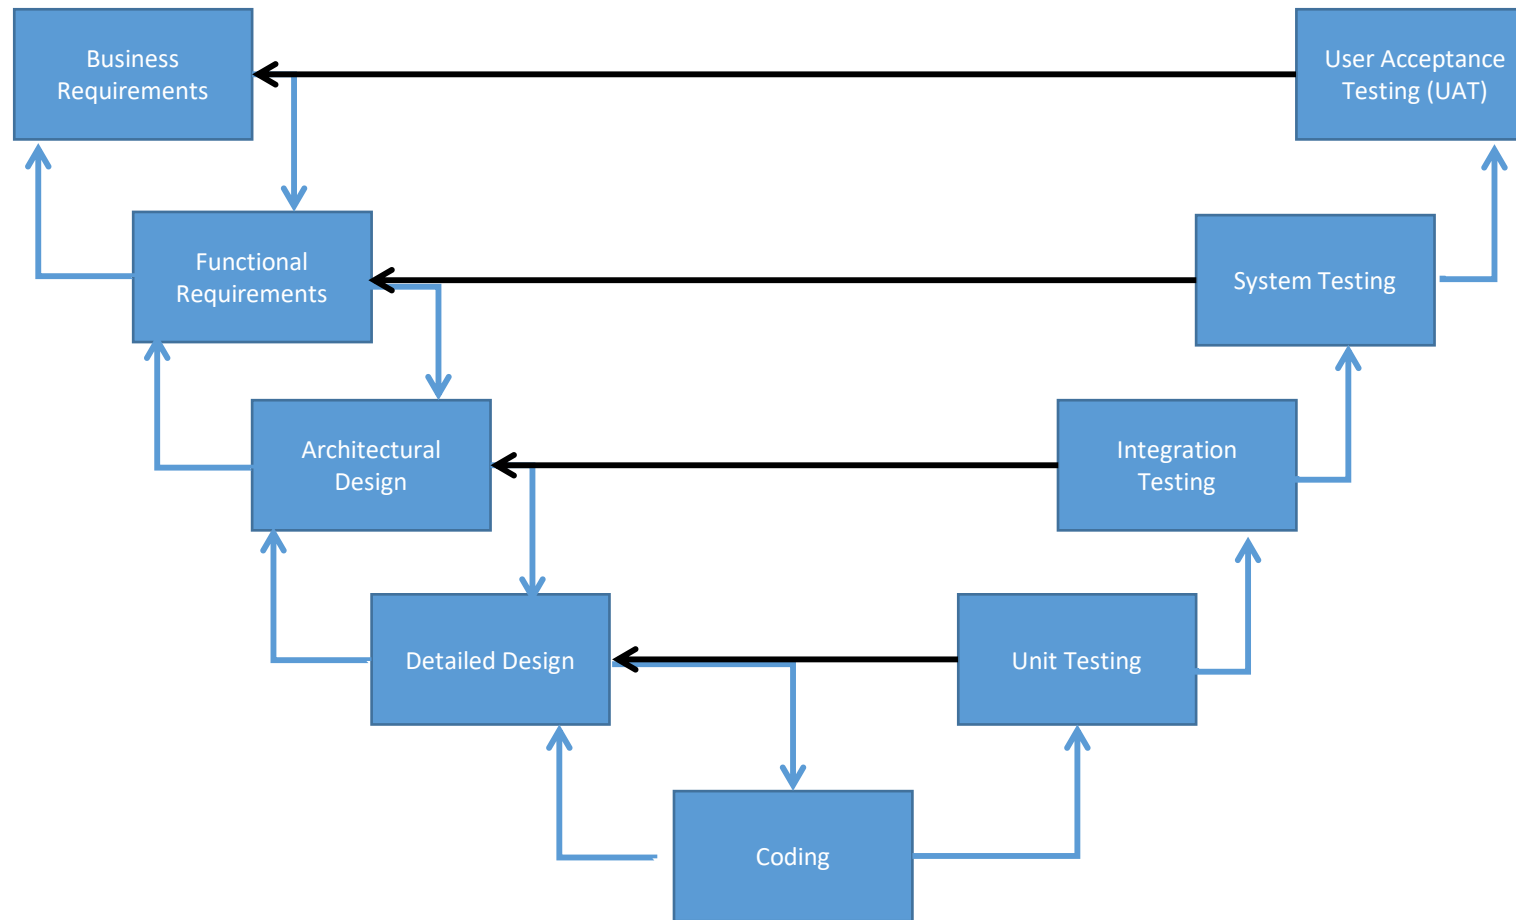 Business
Requirements
User Acceptance
Testing (UAT)
Functional
Requirements
System Testing
Architectural
Design
Integration
Testing
Detailed Design
Unit Testing
Coding